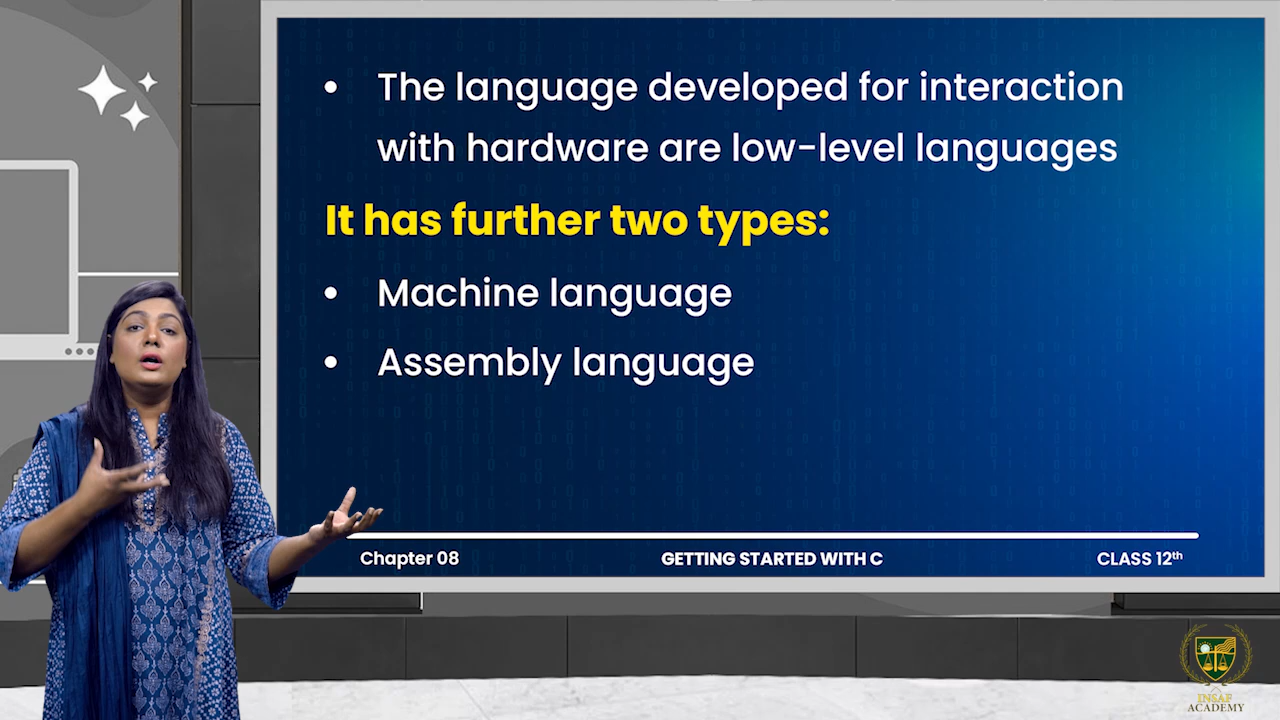 • The language developed for interaction
with hardware are low-level languages
It has further two types:
• Machine language
• Assembly language
Chapter 08
GETTING STARTED WITH C
CLASS 12th
INSAF
ACADEMY